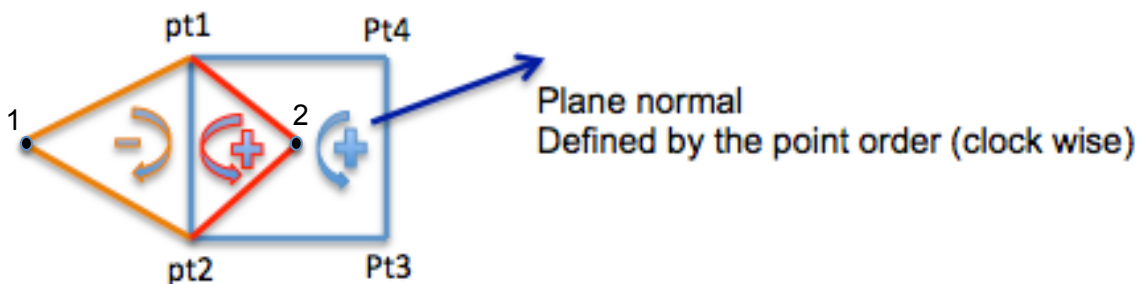 pt1
Pt4
1
2
-
+
+
Plane normal
Defined by the point order (clock wise)
pt2
Pt3